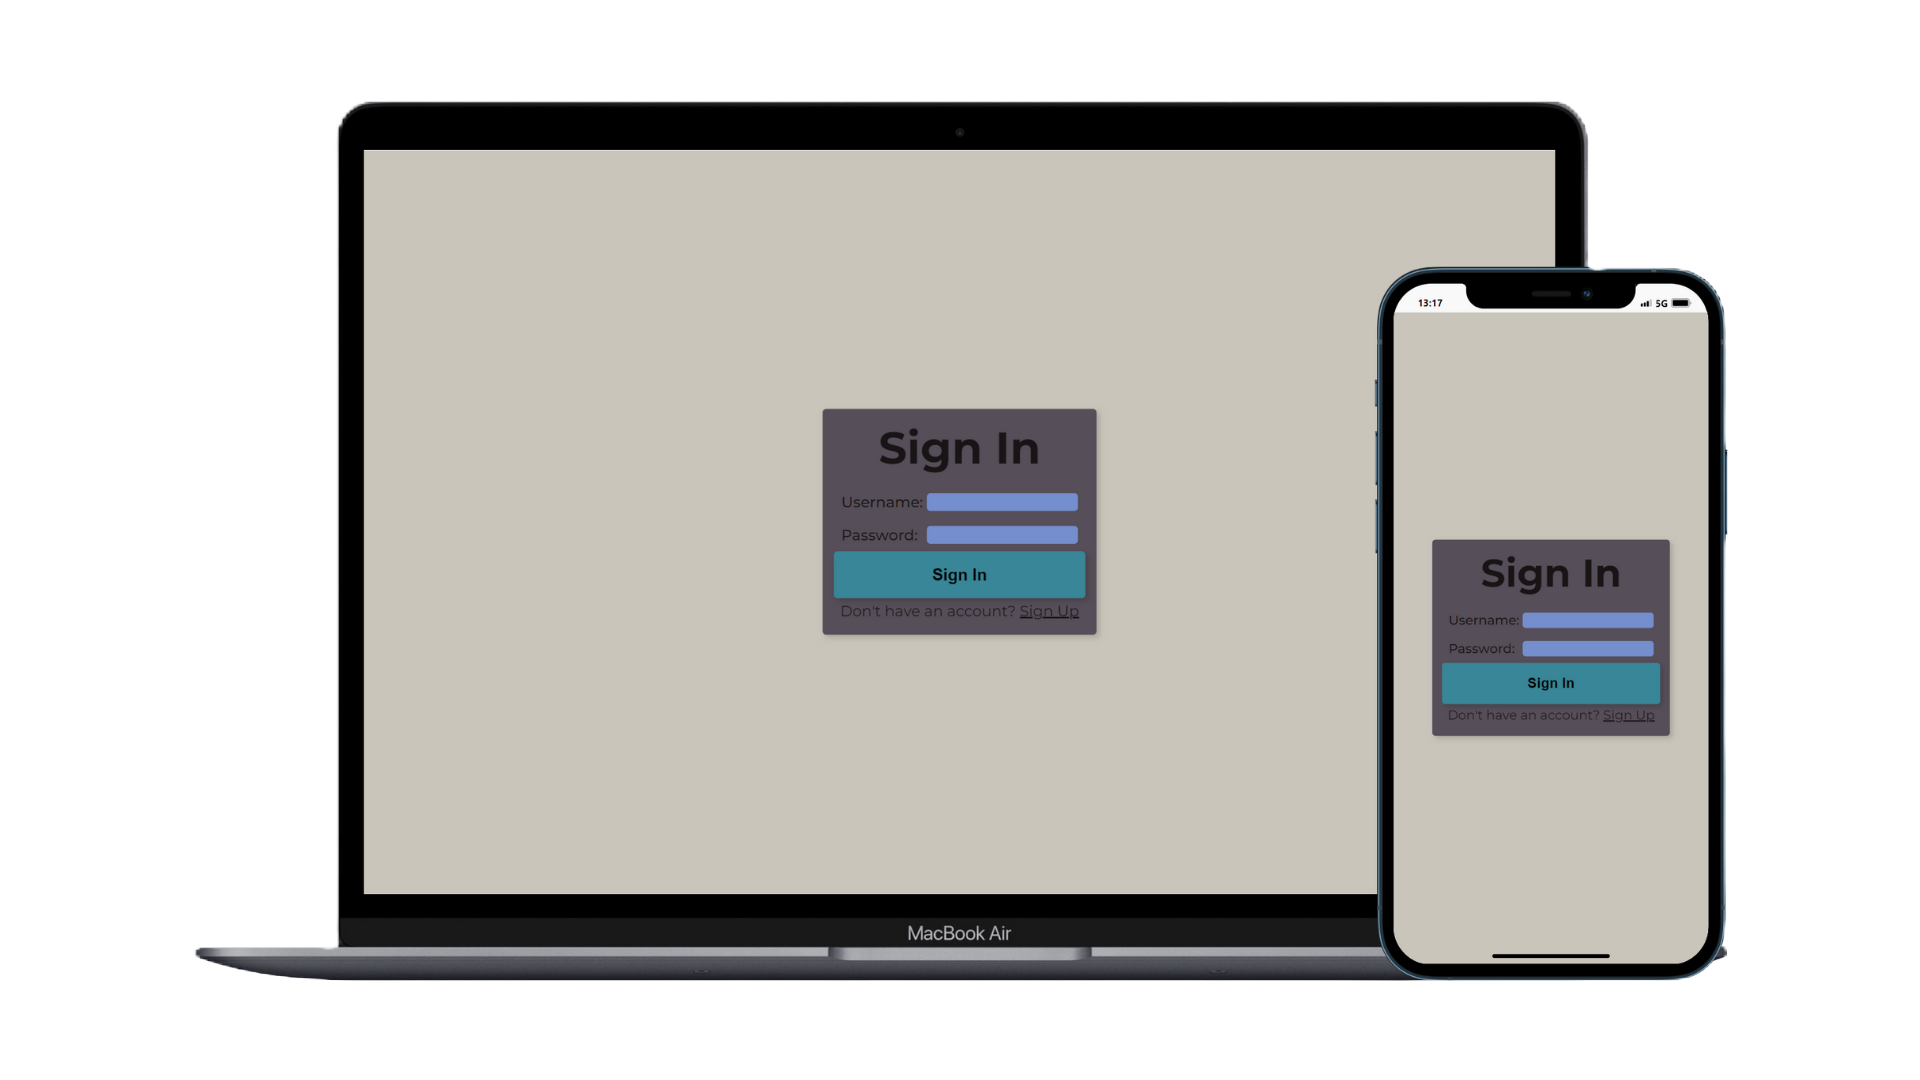 Sign In
Username:
Password:
Sign In
Don't have an account? Sign Up
MacBook Air
13:17
5G
Sign In
Username:
Password:
Sign In
Don't have an account? Sign Up